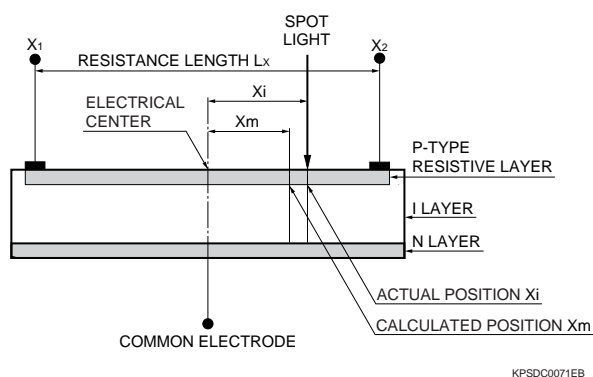 SPOT
LIGHT
X1
X2
RESISTANCE LENGTH Lx
Xi
ELECTRICAL
CENTER
Xm
P-TYPE
RESISTIVE LAYER
I LAYER
N LAYER
ACTUAL POSITION Xi
CALCULATED POSITION Xm
COMMON ELECTRODE
KPSDC0071EB